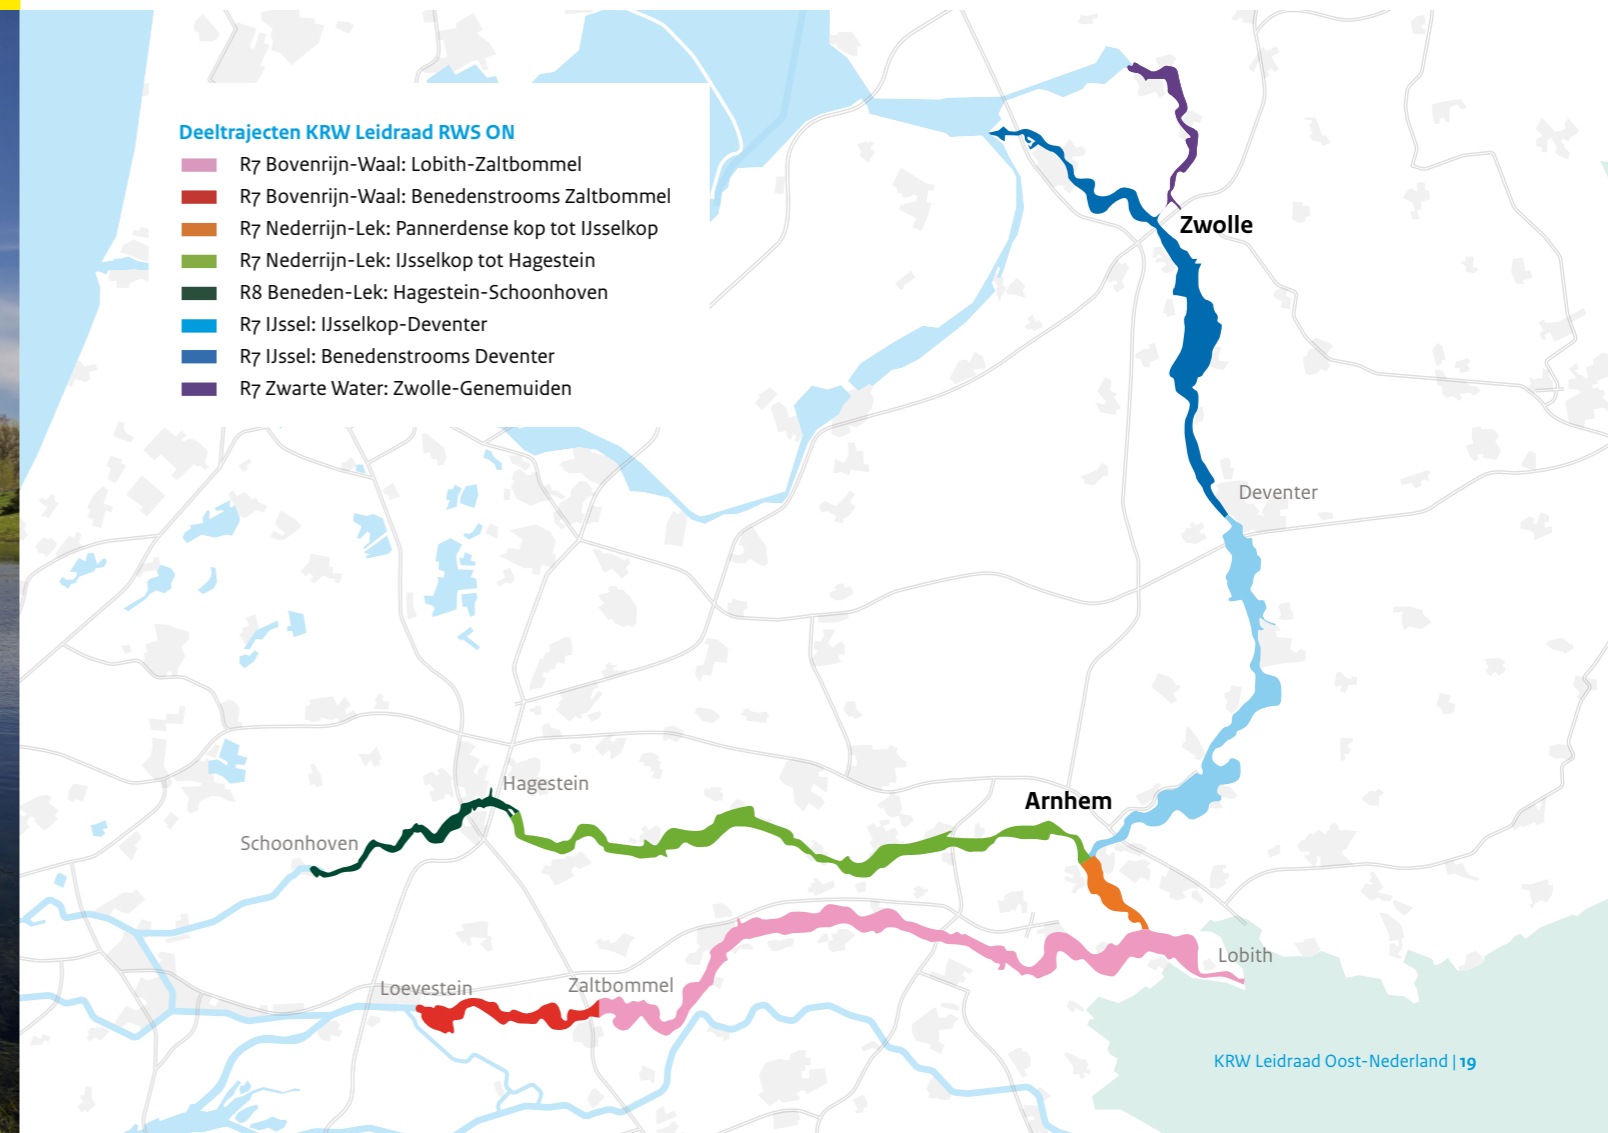 Deeltrajecten KRW Leidraad RWS ON
R7 Bovenrijn-Waal: Lobith-Zaltbommel
R7 Bovenrijn-Waal: Benedenstrooms Zaltbommel
R7 Nederrijn-Lek: Pannerdense kop tot IJsselkop
R7 Nederrijn-Lek: IJsselkop tot Hagestein
R8 Beneden-Lek: Hagestein-Schoonhoven
R7 IJssel: IJsselkop-Deventer
R7 IJssel: Benedenstrooms Deventer
R7 Zwarte Water: Zwolle-Genemuiden
Zwolle
Deventer
Hagestein
Arnhem
Schoonhoven
Lobith
Loevestein
Zaltbommel
KRW Leidraad Oost-Nederland | 19